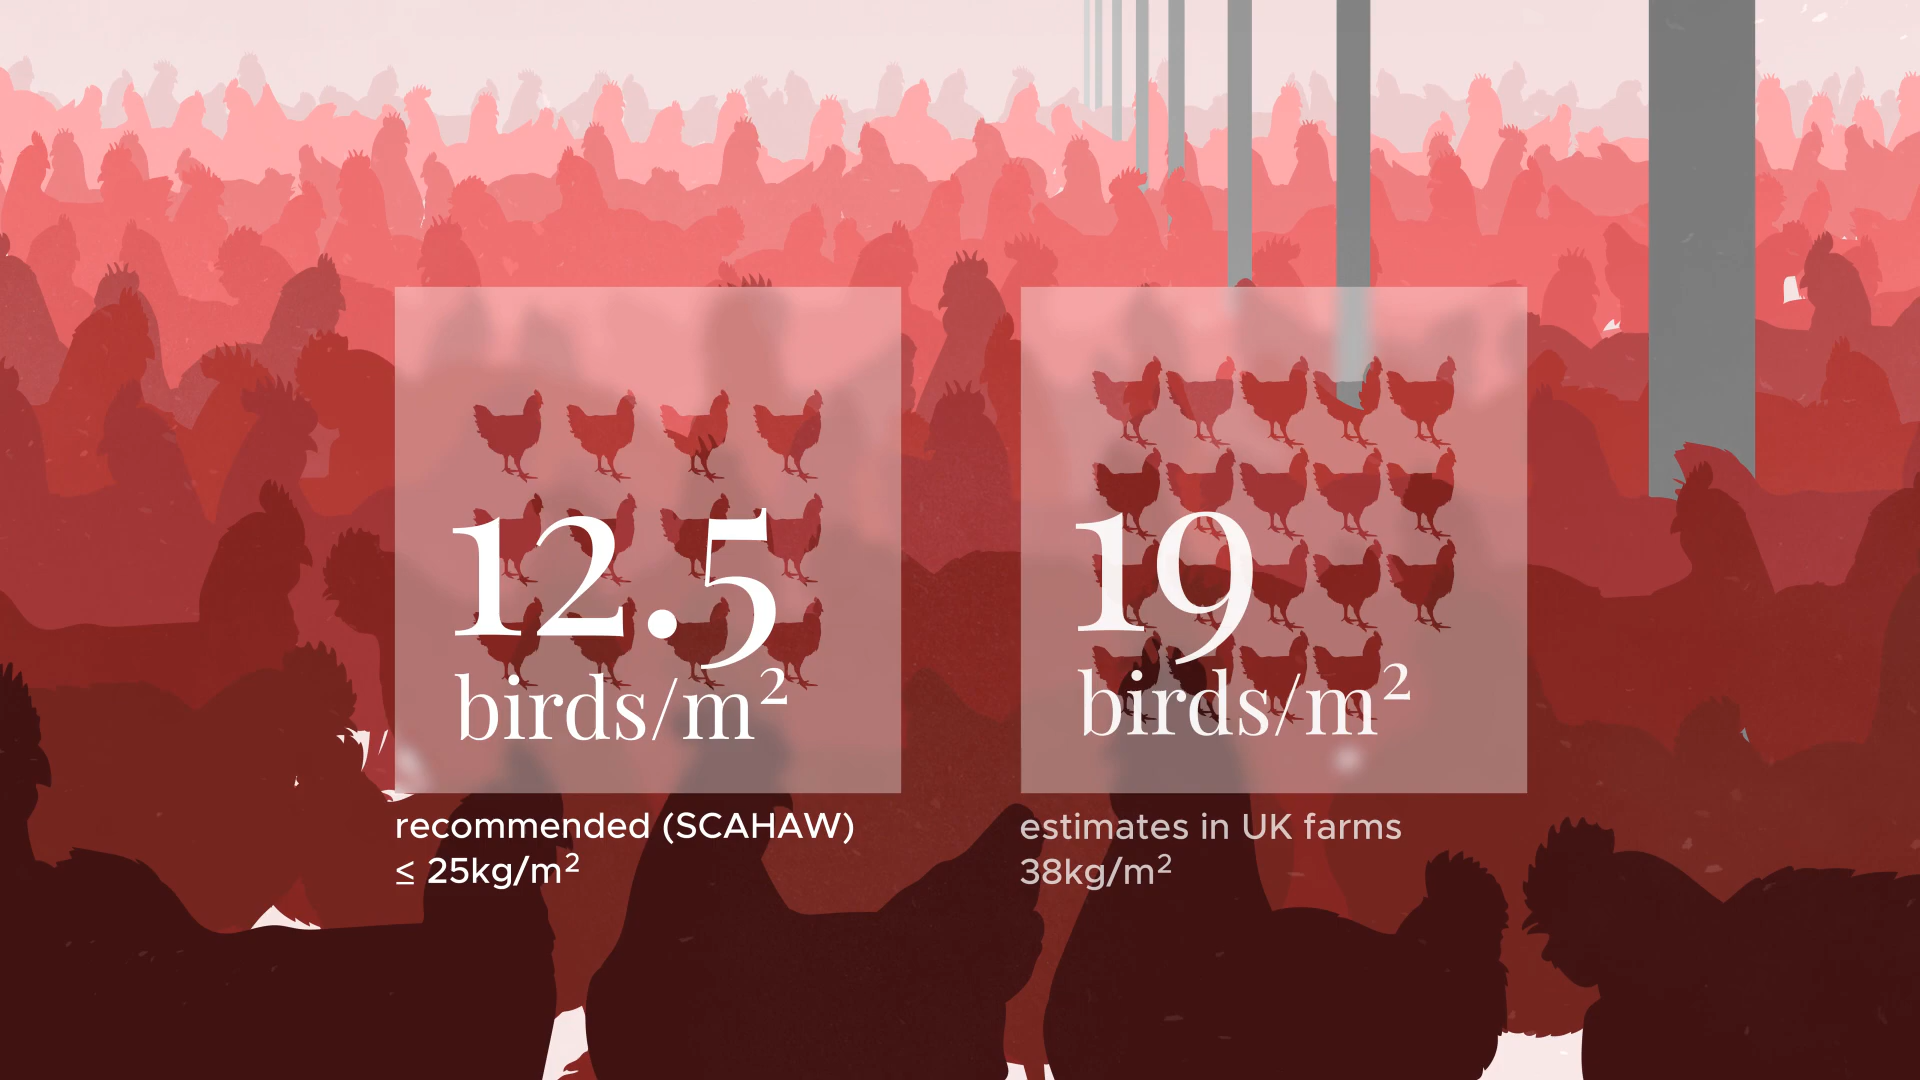 12.5
birds/m²
recommended (SCAHAW)
≤ 25kg/m²
19
birds/m²
estimates in UK farms
38kg/m²